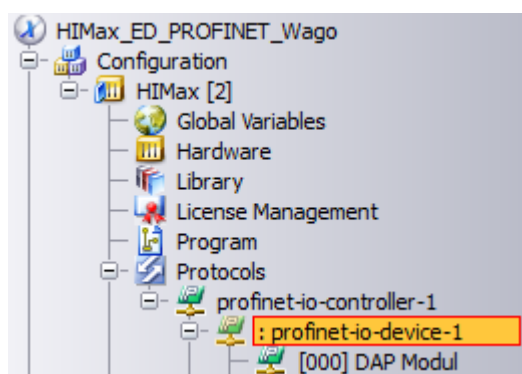 HIMax_ED_PROFINET_Wago
Configuration
HIMax [2]
Global Variables
Hardware
Library
License Management
Program
Protocols
profinet-io-controller-1
: profinet-io-device-1
[000] DAP Modul